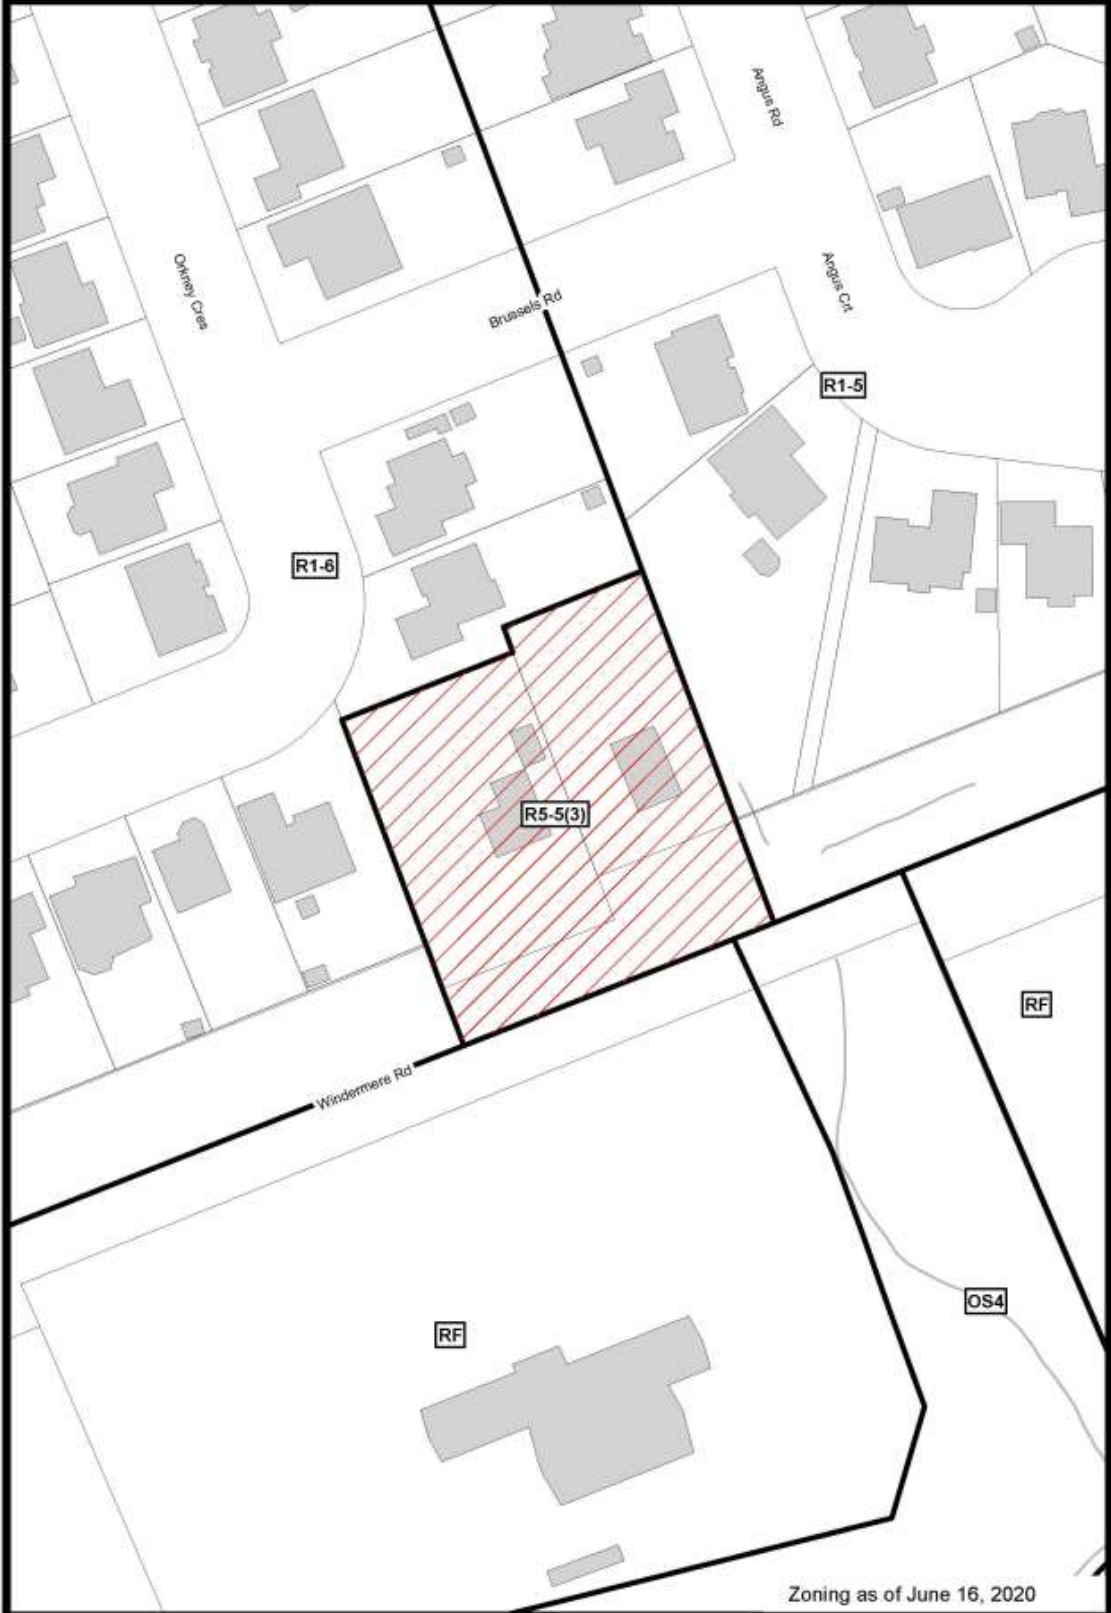 Angus Rd
Orkney Cres
Angus Crt
Brussels Rd
R1-5
R1-6
R5-5(3)
RF
Windermere Rd
OS4
RF
Zoning as of June 16, 2020